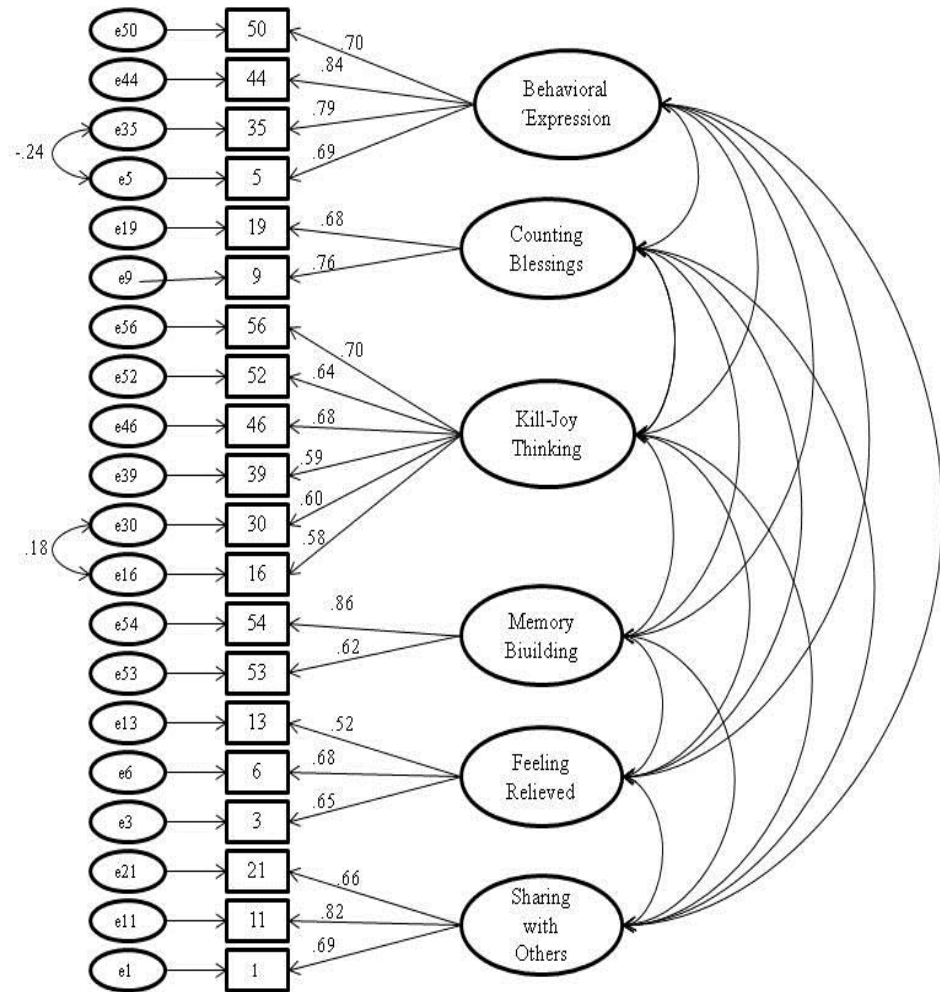 e50 50 .70
e44 44 .84 Behavioral
e35 35 .79 ´Expression
-.24
e5 5 .69
e19 19 .68 Counting
e9 9 .76 Blessings
e56 56 .70
e52 52 .64
e46 46 .68 Kill-Joy
e39 39 .59 Thinking
e30 30 .60
.18
e16 16 .58
e54 54 .86 Memory
e53 53 .62 Biuilding
e13 13 .52
e6 6 .68 Feeling
e3 3 .65 Relieved
e21 21 .66 Sharing
e11 11 .82 with
e1 1 .69 Others